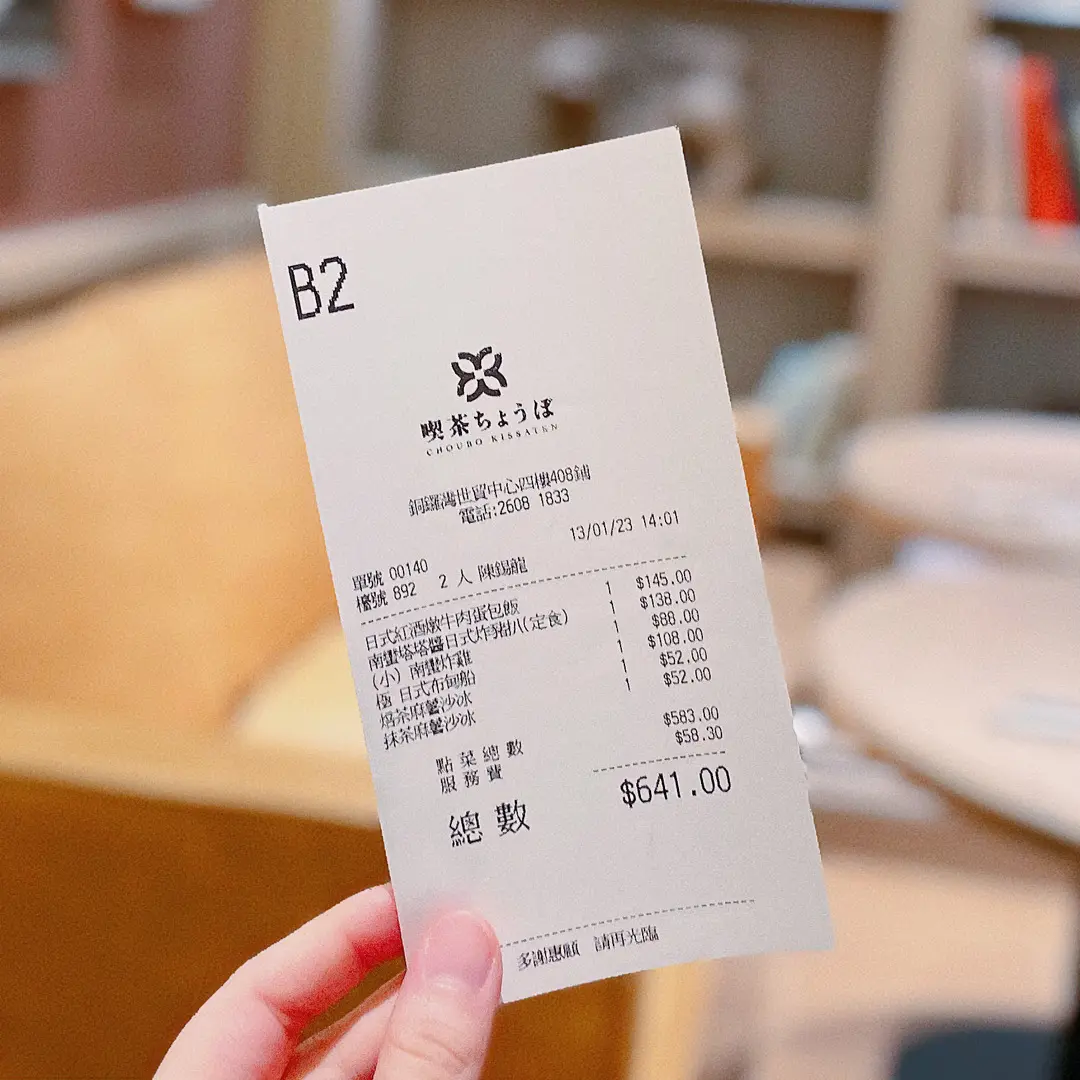 B2
喫茶ちょうぼ
CHOUBO KISSATEN
銅鑼灣世貿中心四樓408鋪
電話:2608 1833
13/01/23 14:01
單號 00140
檯號 892 2 人 陳錫龍
日式紅酒燉牛肉蛋包飯 1 $145.00
南蠻塔塔醬日式炸豬扒(定食) 1 $138.00
(小) 南蠻炸雞 1 $88.00
極 日式布甸船 1 $108.00
焙茶麻糬沙冰 1 $52.00
抹茶麻糬沙冰 1 $52.00
點菜總數 $583.00
服務費 $58.30
總數 $641.00
多謝惠顧 請再光臨